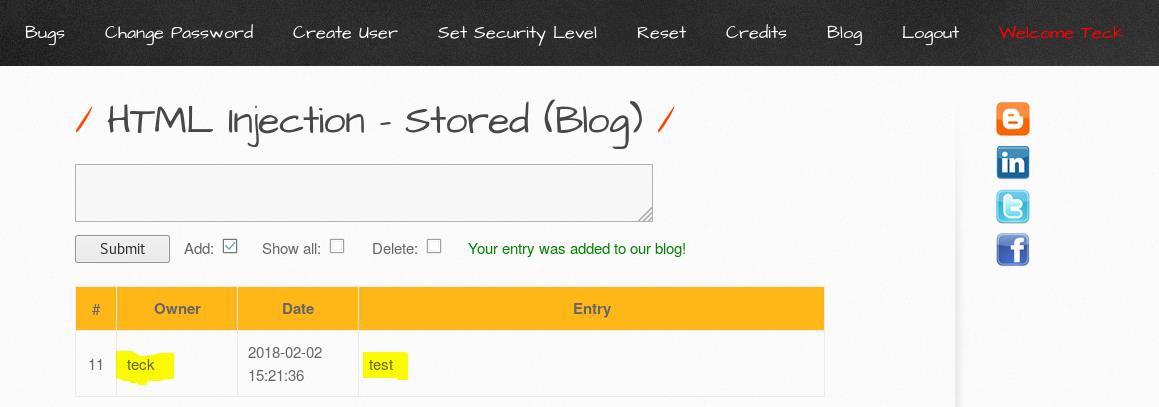 Bugs Change Password Create User Set Security Level Reset Credits Blog Logout Welcome Teck
/ HTML Injection - Stored (Blog) /
Submit Add: Show all: Delete: Your entry was added to our blog!
# Owner Date Entry
11 teck 2018-02-02 15:21:36 test